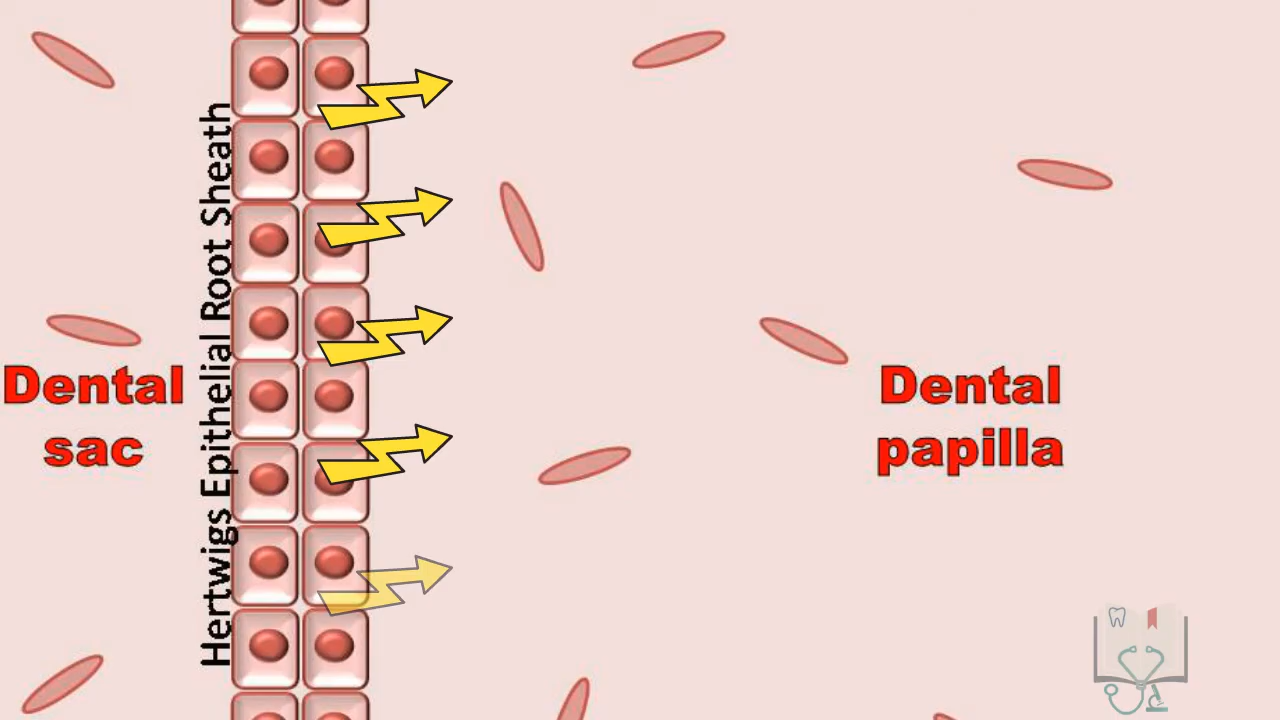 Dental
sac
Hertwigs Epithelial Root Sheath
Dental
papilla